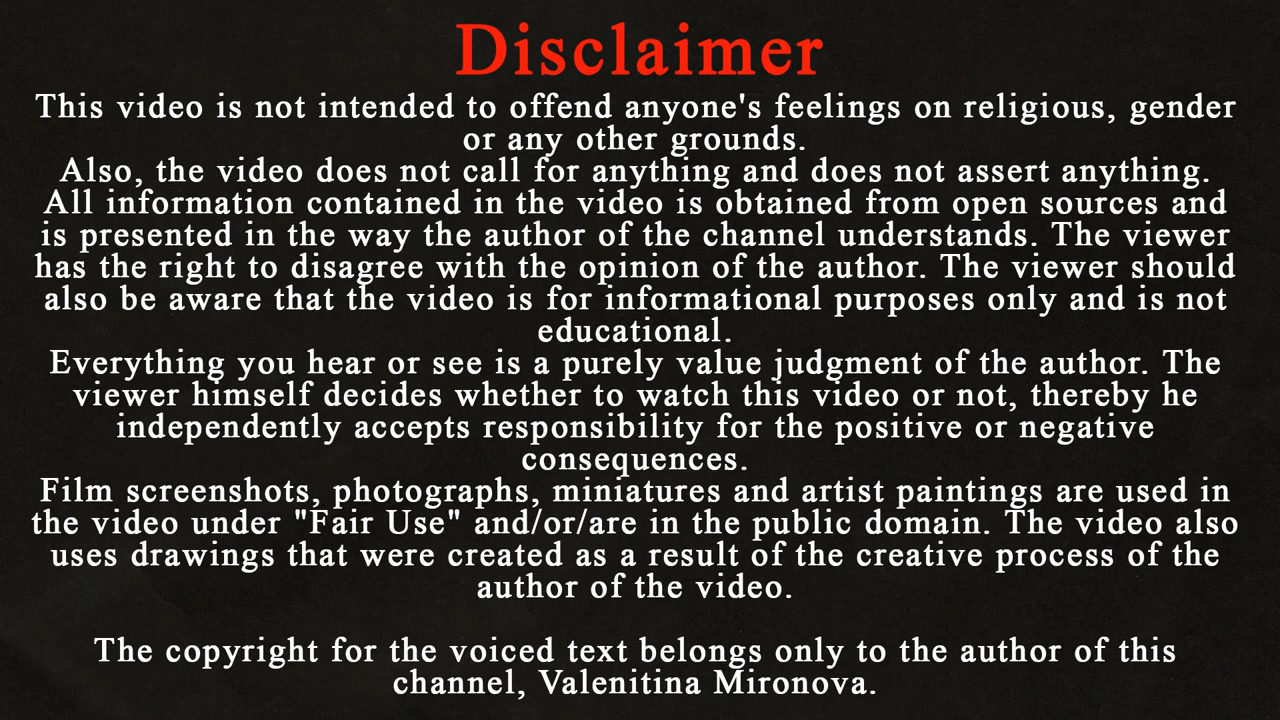 Disclaimer
This video is not intended to offend anyone's feelings on religious, gender
or any other grounds.
Also, the video does not call for anything and does not assert anything.
All information contained in the video is obtained from open sources and
is presented in the way the author of the channel understands. The viewer
has the right to disagree with the opinion of the author. The viewer should
also be aware that the video is for informational purposes only and is not
educational.
Everything you hear or see is a purely value judgment of the author. The
viewer himself decides whether to watch this video or not, thereby he
independently accepts responsibility for the positive or negative
consequences.
Film screenshots, photographs, miniatures and artist paintings are used in
the video under "Fair Use" and/or/are in the public domain. The video also
uses drawings that were created as a result of the creative process of the
author of the video.
The copyright for the voiced text belongs only to the author of this
channel, Valenitina Mironova.